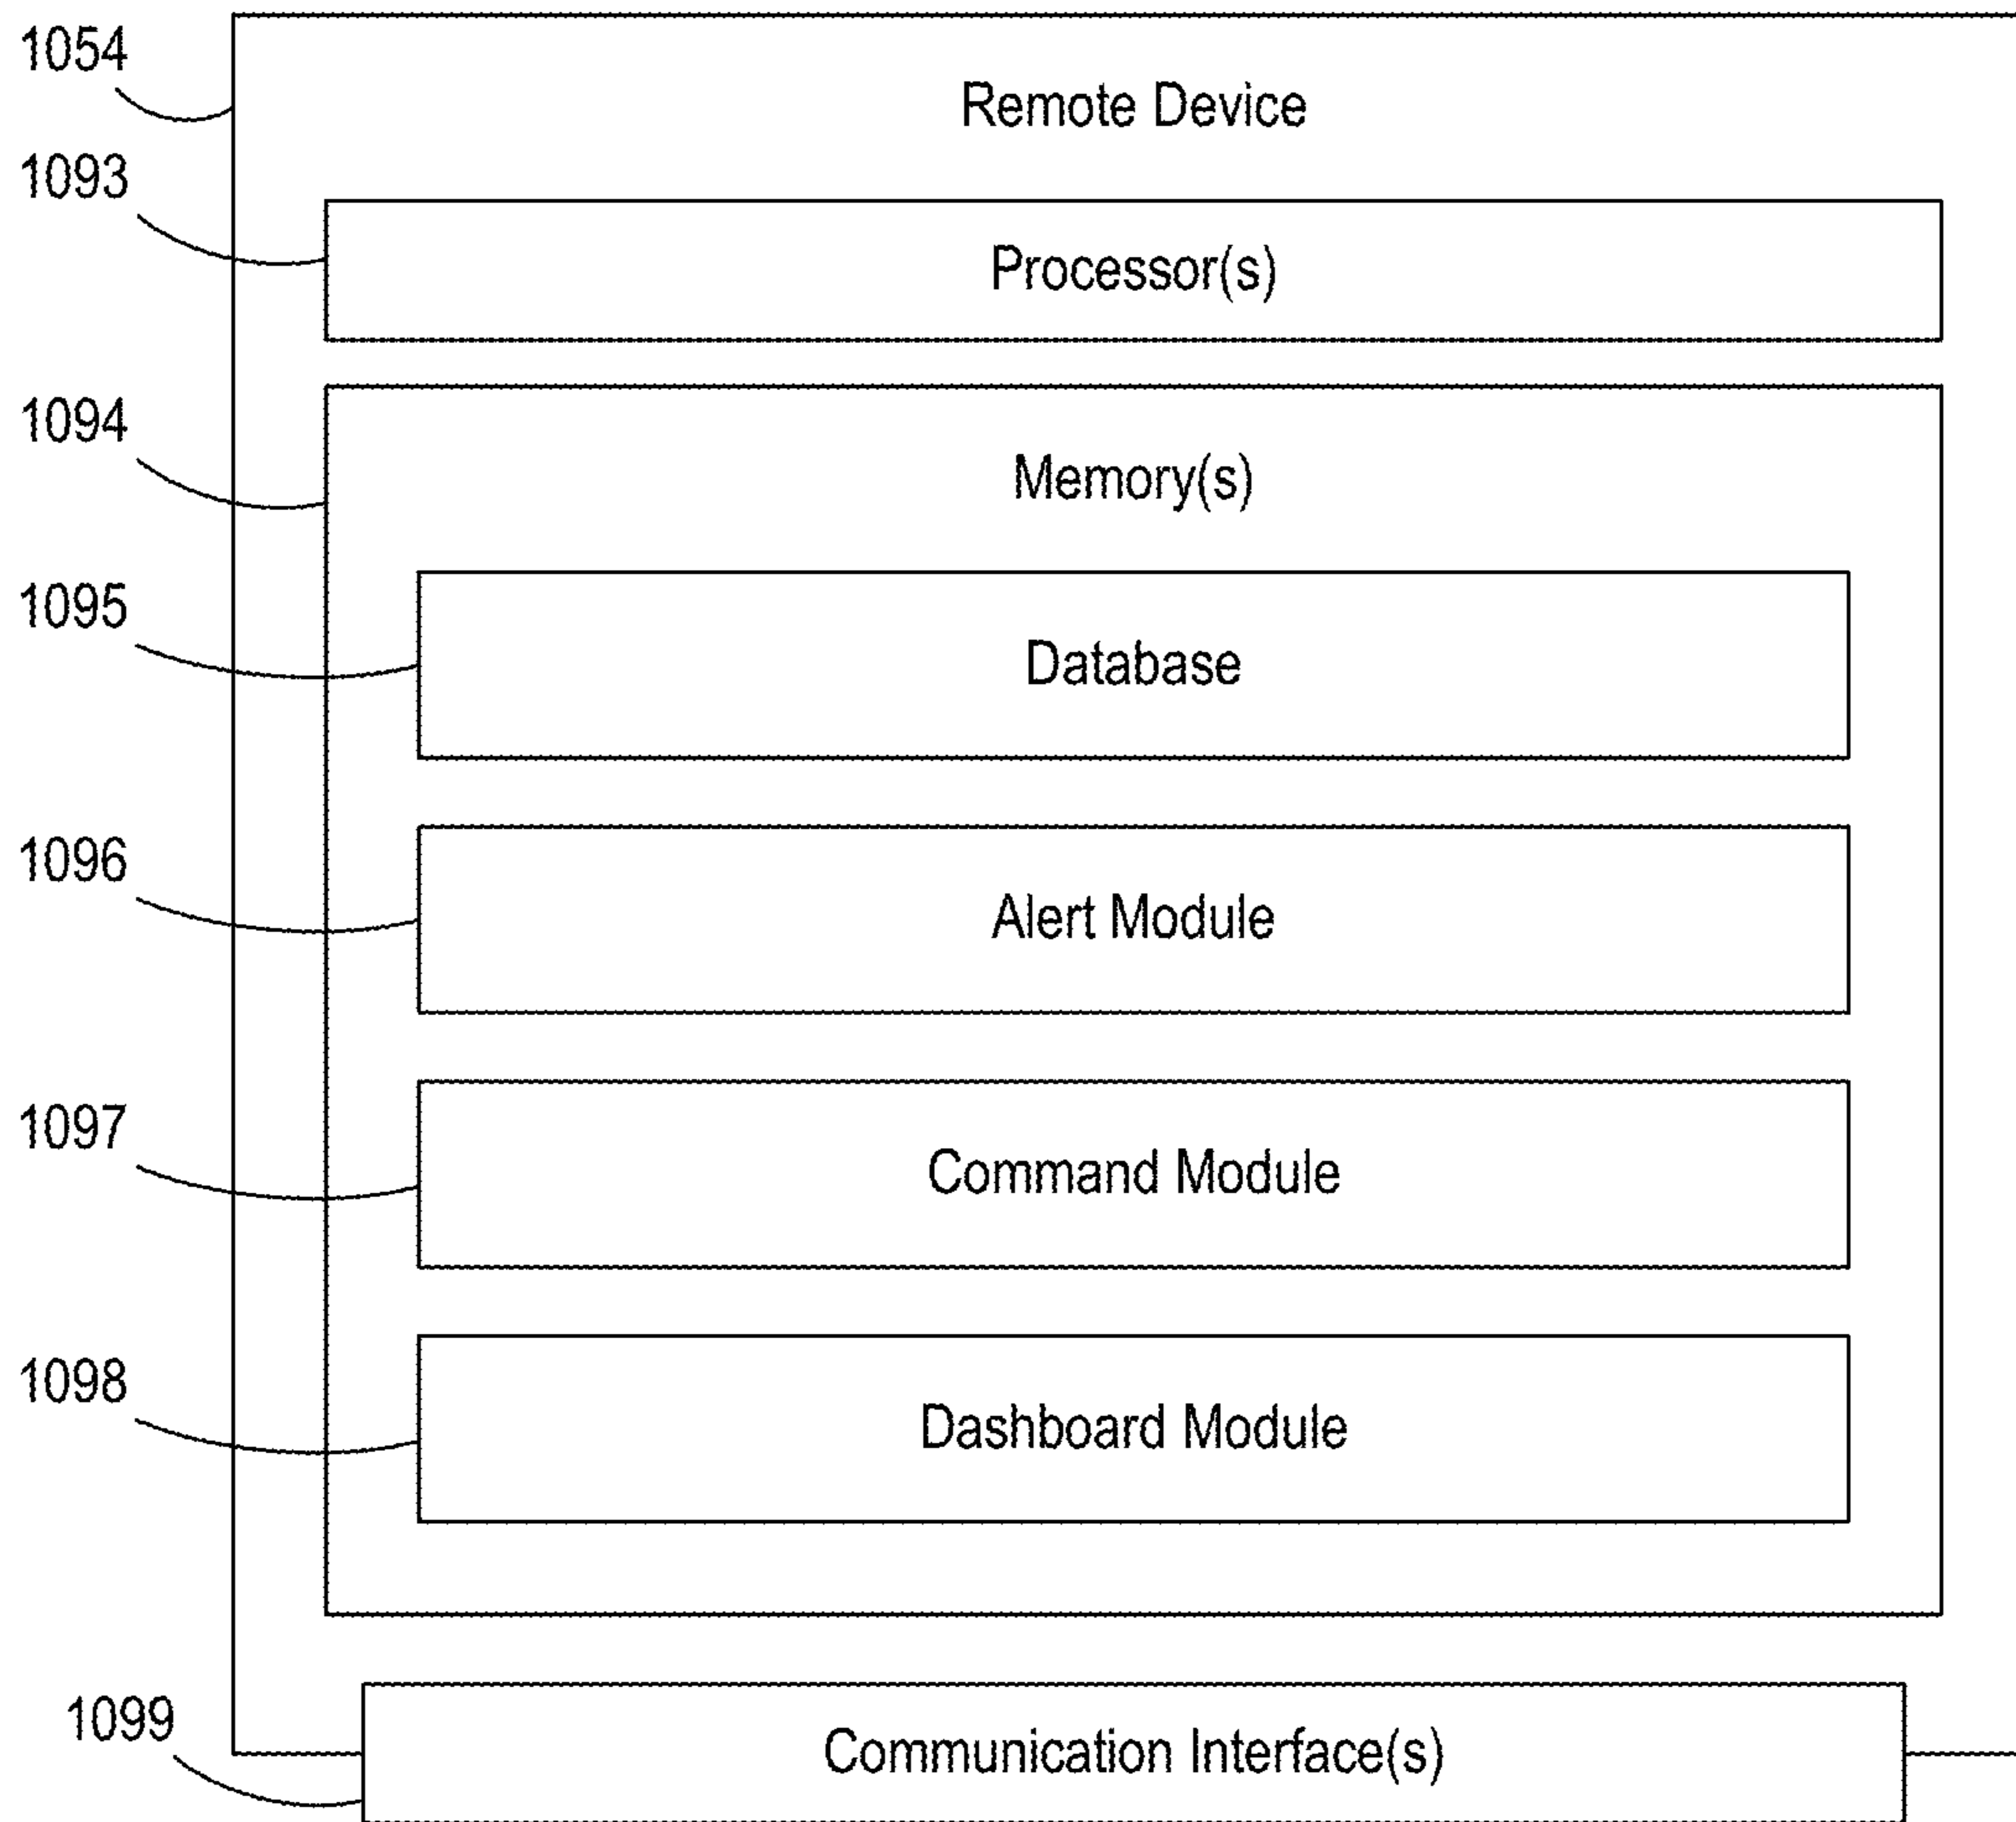 1054
Remote Device
1093
Processor(s)
1094
Memory(s)
1095
Database
1096
Alert Module
1097
Command Module
1098
Dashboard Module
1099
Communication Interface(s)